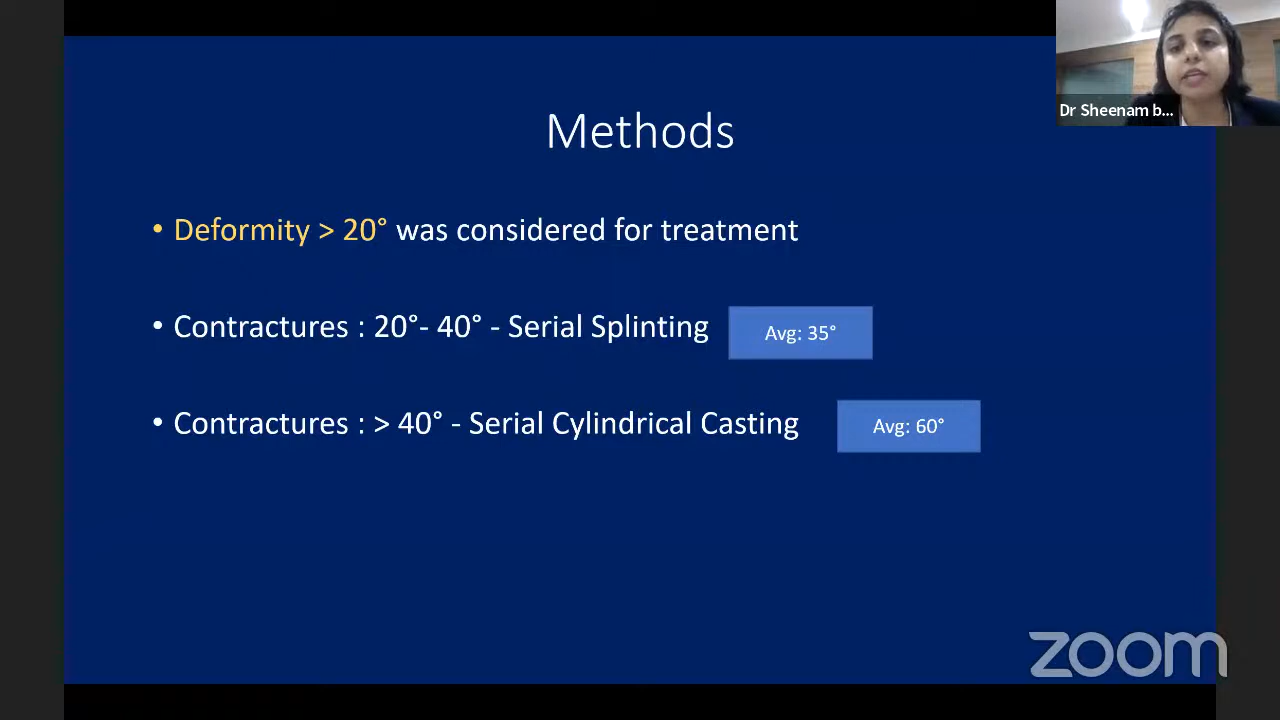 Dr Sheenam b...
Methods
• Deformity > 20° was considered for treatment
• Contractures : 20°- 40° - Serial Splinting
Avg: 35°
• Contractures : > 40° - Serial Cylindrical Casting
Avg: 60°
zoom